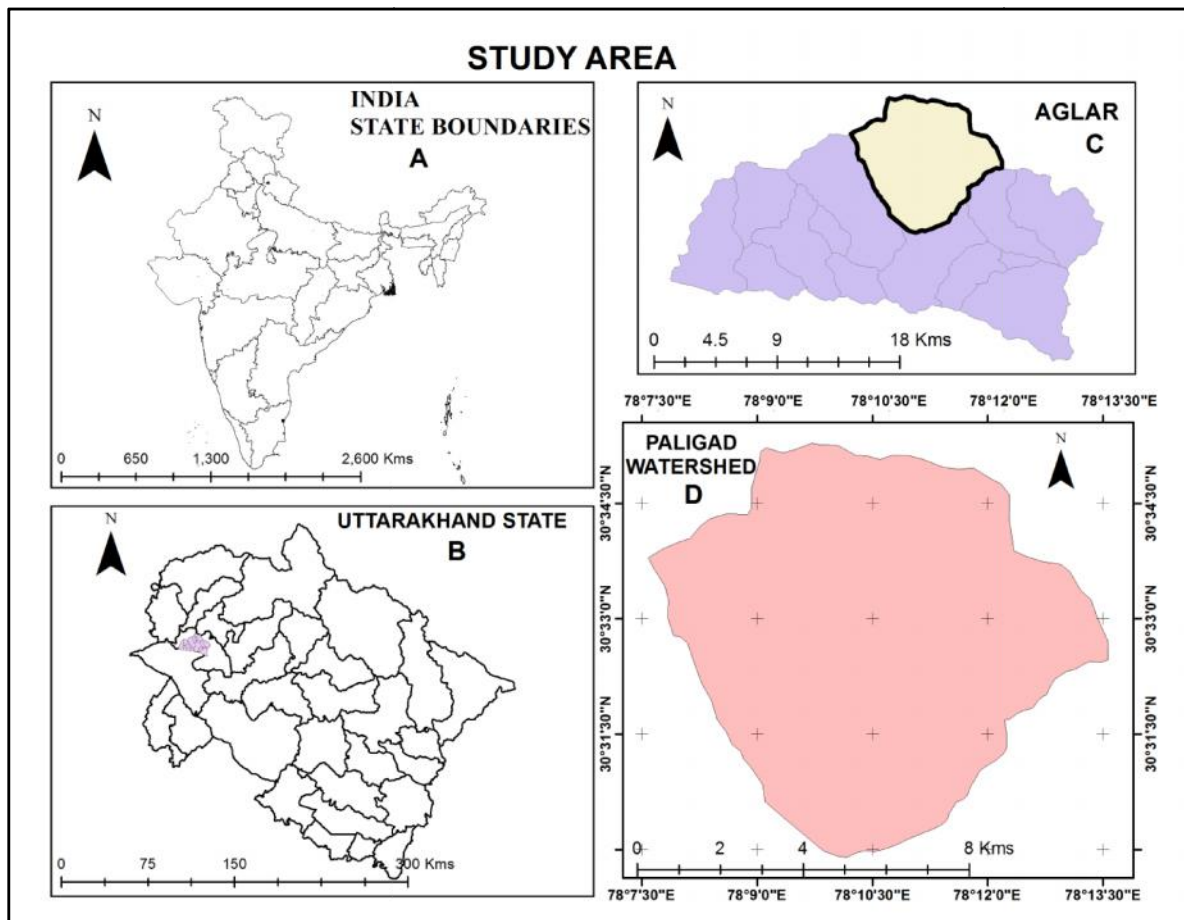 STUDY AREA
N
INDIA
STATE BOUNDARIES
A
0 650 1,300 2,600 Kms
N
AGLAR
C
0 4.5 9 18 Kms
N
UTTARAKHAND STATE
B
0 75 150 300 Kms
78°7'30"E 78°9'0"E 78°10'30"E 78°12'0"E 78°13'30"E
PALIGAD
WATERSHED
D
N
30°34'30"N 30°34'30"N
30°33'0"N 30°33'0"N
30°31'30"N 30°31'30"N
0 2 4 8 Kms
78°7'30"E 78°9'0"E 78°10'30"E 78°12'0"E 78°13'30"E